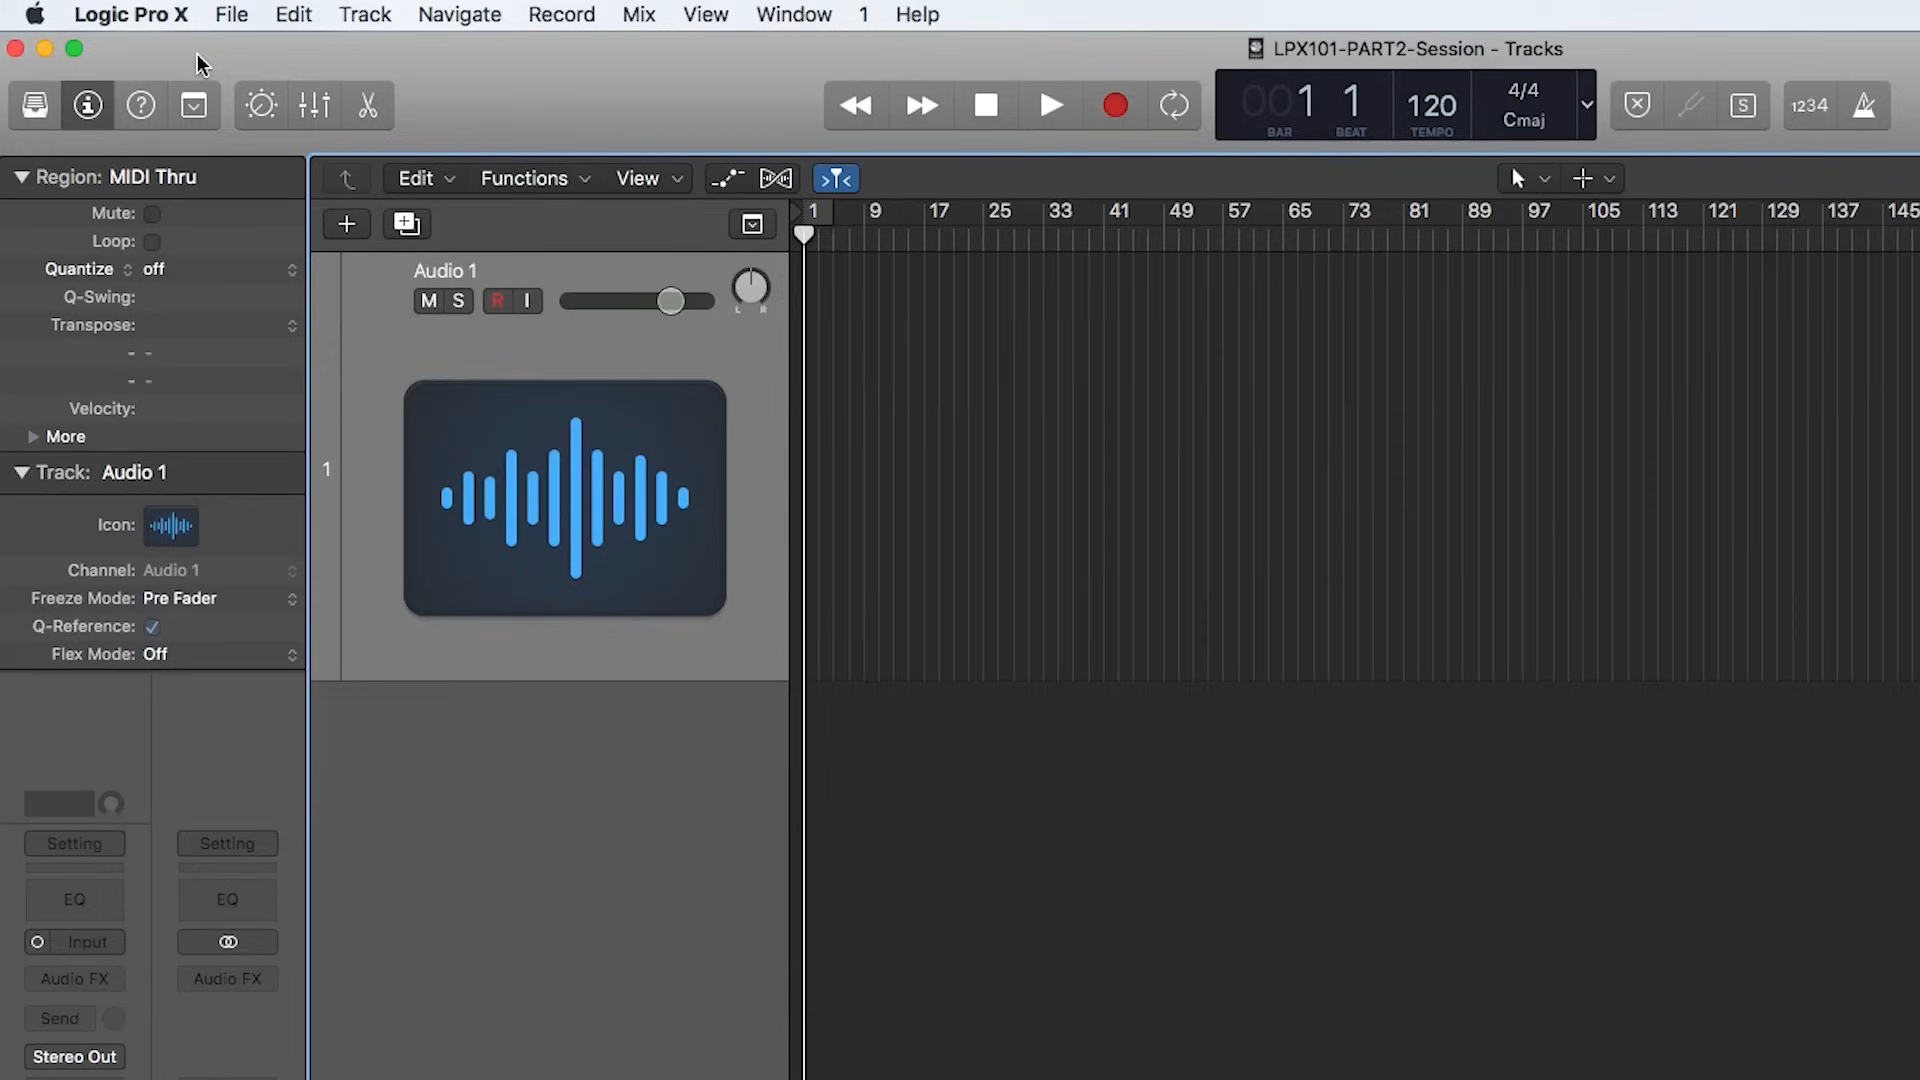 Logic Pro X File Edit Track Navigate Record Mix View Window 1 Help
LPX101-PART2-Session - Tracks
001 1 120 4/4
Cmaj
BAR BEAT TEMPO
S 1234
Region: MIDI Thru
Edit Functions View
Mute:
Loop:
Quantize off
Q-Swing:
Transpose:
- -
- -
Velocity:
More
1 9 17 25 33 41 49 57 65 73 81 89 97 105 113 121 129 137 145
Audio 1
M S R I
L R
1
Track: Audio 1
Icon:
Channel: Audio 1
Freeze Mode: Pre Fader
Q-Reference:
Flex Mode: Off
Setting Setting
EQ EQ
Input
Audio FX Audio FX
Send
Stereo Out